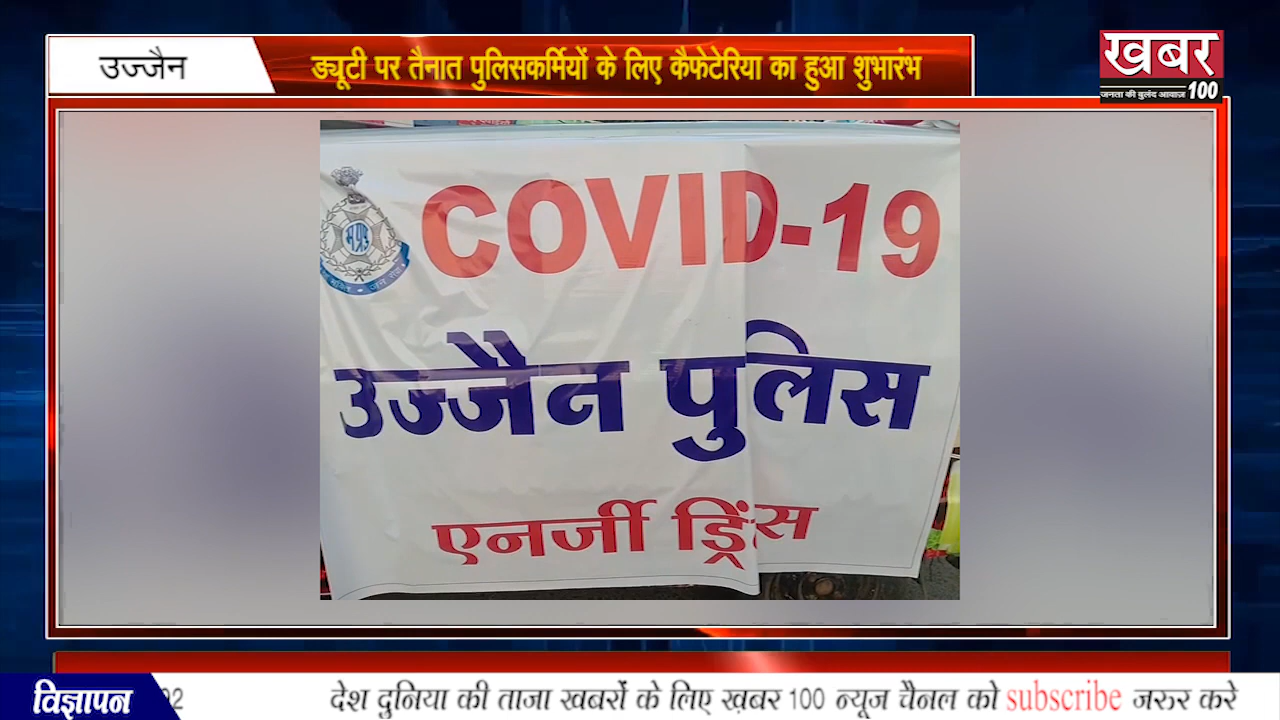 उज्जैन
ड्यूटी पर तैनात पुलिसकर्मियों के लिए कैफेटेरिया का हुआ शुभारंभ
खबर
जनता की बुलंद आवाज़ 100
COVID-19
मप्र
उज्जैन पुलिस
एनर्जी ड्रिंस
विज्ञापन
देश दुनिया की ताजा खबरों के लिए ख़बर 100 न्यूज चैनल को subscribe जरुर करे